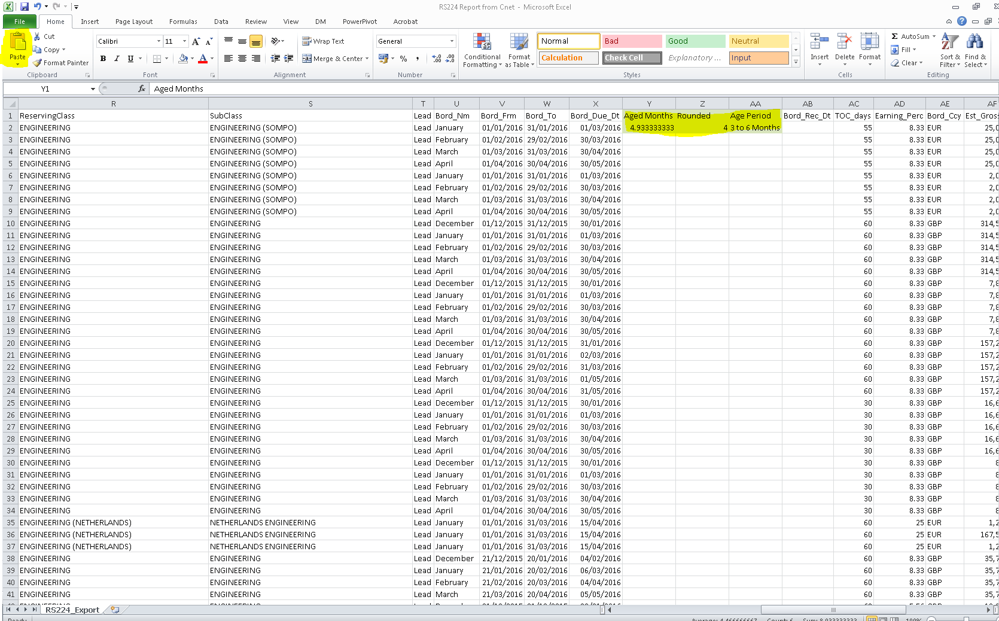 RS224 Report from Cnet - Microsoft Excel
File Home Insert Page Layout Formulas Data Review View DM PowerPivot Acrobat
Paste Cut Copy Format Painter Clipboard
Calibri 11 B I U Font
Wrap Text Merge & Center Alignment
General % , Number
Conditional Formatting Format as Table
Normal Bad Good Neutral
Calculation Check Cell Explanatory ... Input
Styles
Insert Delete Format Cells
AutoSum Fill Clear Sort & Filter Find & Select Editing
Y1 fx Aged Months
R S T U V W X Y Z AA AB AC AD AE AF
1 ReservingClass SubClass Lead Bord_Nm Bord_Frm Bord_To Bord_Due_Dt Aged Months Rounded Age Period Bord_Rec_Dt TOC_days Earning_Perc Bord_Ccy Est_Gros
2 ENGINEERING ENGINEERING (SOMPO) Lead January 01/01/2016 31/01/2016 01/03/2016 4.933333333 4 3 to 6 Months 55 8.33 EUR 25,0
3 ENGINEERING ENGINEERING (SOMPO) Lead February 01/02/2016 29/02/2016 30/03/2016 55 8.33 EUR 25,0
4 ENGINEERING ENGINEERING (SOMPO) Lead March 01/03/2016 31/03/2016 30/04/2016 55 8.33 EUR 25,0
5 ENGINEERING ENGINEERING (SOMPO) Lead April 01/04/2016 30/04/2016 30/05/2016 55 8.33 EUR 25,0
6 ENGINEERING ENGINEERING (SOMPO) Lead January 01/01/2016 31/01/2016 01/03/2016 55 8.33 EUR 2,0
7 ENGINEERING ENGINEERING (SOMPO) Lead February 01/02/2016 29/02/2016 30/03/2016 55 8.33 EUR 2,0
8 ENGINEERING ENGINEERING (SOMPO) Lead March 01/03/2016 31/03/2016 30/04/2016 55 8.33 EUR 2,0
9 ENGINEERING ENGINEERING (SOMPO) Lead April 01/04/2016 30/04/2016 30/05/2016 55 8.33 EUR 2,0
10 ENGINEERING ENGINEERING Lead December 01/12/2015 31/12/2015 30/01/2016 60 8.33 GBP 314,5
11 ENGINEERING ENGINEERING Lead January 01/01/2016 31/01/2016 01/03/2016 60 8.33 GBP 314,5
12 ENGINEERING ENGINEERING Lead February 01/02/2016 29/02/2016 30/03/2016 60 8.33 GBP 314,5
13 ENGINEERING ENGINEERING Lead March 01/03/2016 31/03/2016 30/04/2016 60 8.33 GBP 314,5
14 ENGINEERING ENGINEERING Lead April 01/04/2016 30/04/2016 30/05/2016 60 8.33 GBP 314,5
15 ENGINEERING ENGINEERING Lead December 01/12/2015 31/12/2015 30/01/2016 60 8.33 GBP 7,8
16 ENGINEERING ENGINEERING Lead January 01/01/2016 31/01/2016 01/03/2016 60 8.33 GBP 7,8
17 ENGINEERING ENGINEERING Lead February 01/02/2016 29/02/2016 30/03/2016 60 8.33 GBP 7,8
18 ENGINEERING ENGINEERING Lead March 01/03/2016 31/03/2016 30/04/2016 60 8.33 GBP 7,8
19 ENGINEERING ENGINEERING Lead April 01/04/2016 30/04/2016 30/05/2016 60 8.33 GBP 7,8
20 ENGINEERING ENGINEERING Lead December 01/12/2015 31/12/2015 31/01/2016 60 8.33 GBP 157,2
21 ENGINEERING ENGINEERING Lead January 01/01/2016 31/01/2016 02/03/2016 60 8.33 GBP 157,2
22 ENGINEERING ENGINEERING Lead February 01/02/2016 29/02/2016 31/03/2016 60 8.33 GBP 157,2
23 ENGINEERING ENGINEERING Lead March 01/03/2016 31/03/2016 01/05/2016 60 8.33 GBP 157,2
24 ENGINEERING ENGINEERING Lead April 01/04/2016 30/04/2016 31/05/2016 60 8.33 GBP 157,2
25 ENGINEERING ENGINEERING Lead December 01/12/2015 31/12/2015 30/01/2016 30 8.33 GBP 16,6
26 ENGINEERING ENGINEERING Lead January 01/01/2016 31/01/2016 01/03/2016 30 8.33 GBP 16,6
27 ENGINEERING ENGINEERING Lead February 01/02/2016 29/02/2016 30/03/2016 30 8.33 GBP 16,6
28 ENGINEERING ENGINEERING Lead March 01/03/2016 31/03/2016 30/04/2016 30 8.33 GBP 16,6
29 ENGINEERING ENGINEERING Lead April 01/04/2016 30/04/2016 30/05/2016 30 8.33 GBP 16,6
30 ENGINEERING ENGINEERING Lead December 01/12/2015 31/12/2015 30/01/2016 30 8.33 GBP 8
31 ENGINEERING ENGINEERING Lead January 01/01/2016 31/01/2016 01/03/2016 30 8.33 GBP 8
32 ENGINEERING ENGINEERING Lead February 01/02/2016 29/02/2016 30/03/2016 30 8.33 GBP 8
33 ENGINEERING ENGINEERING Lead March 01/03/2016 31/03/2016 30/04/2016 30 8.33 GBP 8
34 ENGINEERING ENGINEERING Lead April 01/04/2016 30/04/2016 30/05/2016 30 8.33 GBP 8
35 ENGINEERING (NETHERLANDS) NETHERLANDS ENGINEERING Lead January 01/01/2016 31/03/2016 15/04/2016 60 25 EUR 1,2
36 ENGINEERING (NETHERLANDS) NETHERLANDS ENGINEERING Lead January 01/01/2016 31/03/2016 15/04/2016 60 25 EUR 167,5
37 ENGINEERING (NETHERLANDS) NETHERLANDS ENGINEERING Lead January 01/01/2016 31/03/2016 15/04/2016 60 25 EUR 1,2
38 ENGINEERING ENGINEERING Lead December 21/12/2015 20/01/2016 04/02/2016 60 8.33 GBP 35,7
39 ENGINEERING ENGINEERING Lead January 21/01/2016 20/02/2016 06/03/2016 60 8.33 GBP 35,7
40 ENGINEERING ENGINEERING Lead February 21/02/2016 20/03/2016 04/04/2016 60 8.33 GBP 35,7
41 ENGINEERING ENGINEERING Lead March 21/03/2016 20/04/2016 05/05/2016 60 8.33 GBP 35,7
RS224_Export
Ready Average: 4.466666667 Count: 6 Sum: 8.933333333 100%